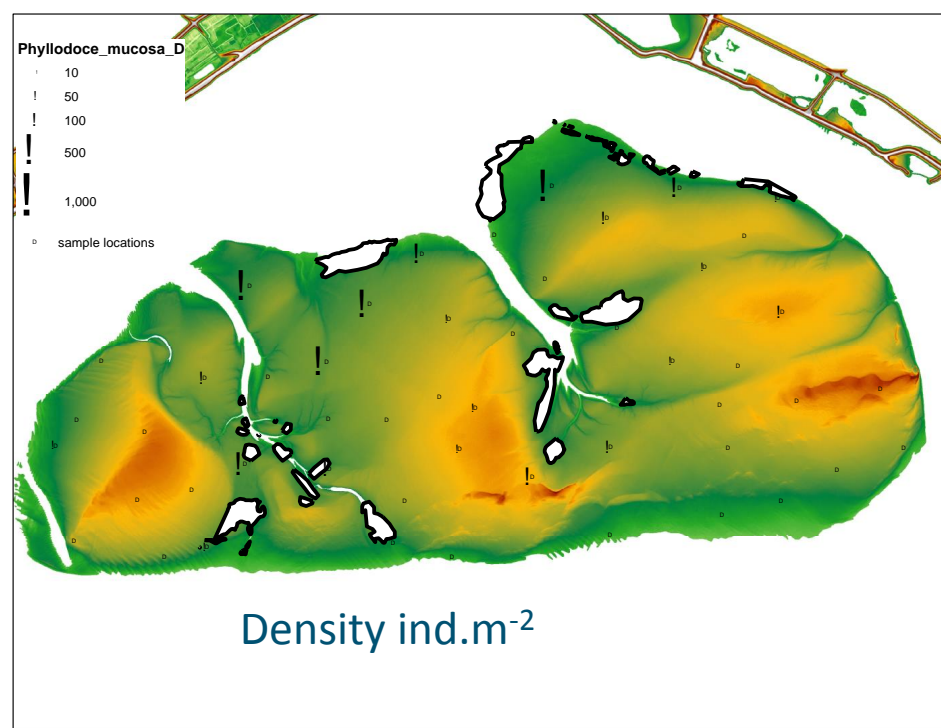 Phyllodoce_mucosa_D
! 10
! 50
! 100
! 500
! 1,000
D sample locations
Density ind.m-2